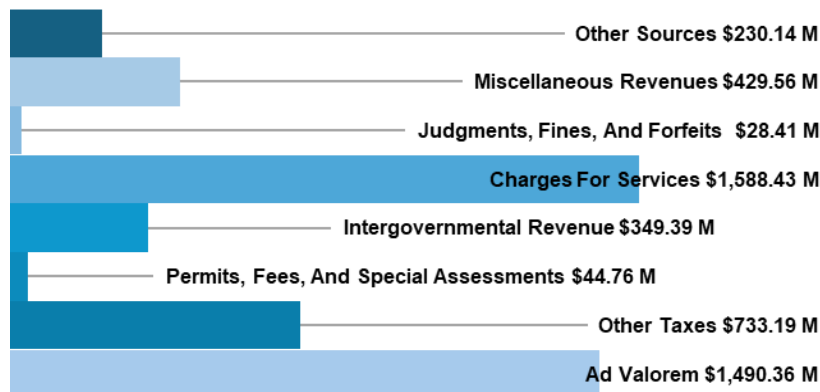 Other Sources $230.14 M
Miscellaneous Revenues $429.56 M
Judgments, Fines, And Forfeits $28.41 M
Charges For Services $1,588.43 M
Intergovernmental Revenue $349.39 M
Permits, Fees, And Special Assessments $44.76 M
Other Taxes $733.19 M
Ad Valorem $1,490.36 M